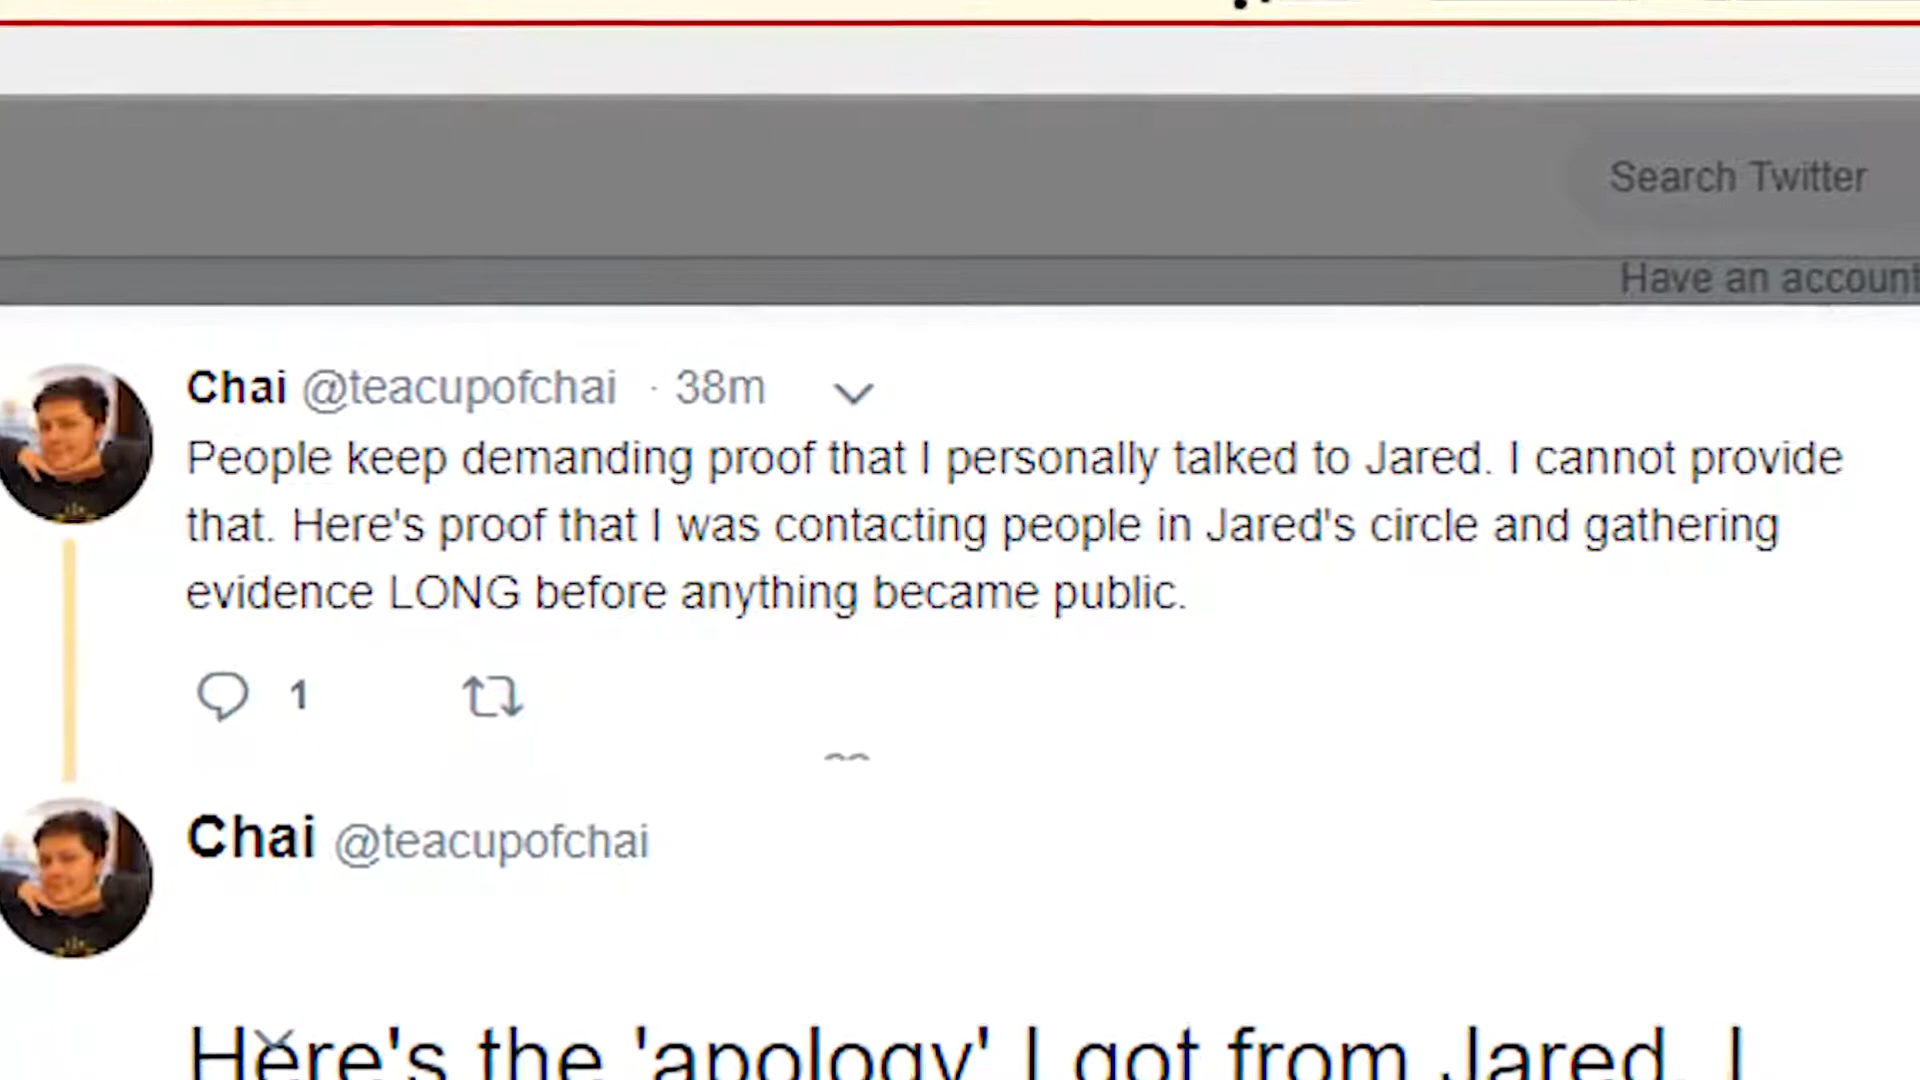 Search Twitter
Have an account
Chai @teacupofchai · 38m
People keep demanding proof that I personally talked to Jared. I cannot provide
that. Here's proof that I was contacting people in Jared's circle and gathering
evidence LONG before anything became public.
1
Chai @teacupofchai
Here's the 'apology' I got from Jared. I